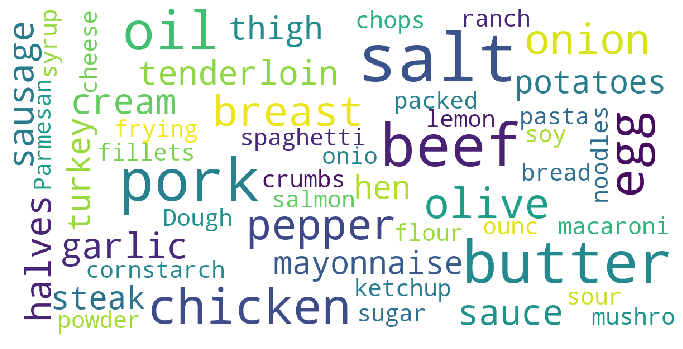 oil thigh chops ranch
salt onion
sausage syrup cheese tenderloin potatoes
cream breast packed lemon pasta
Parmesan turkey frying spaghetti beef soy noodles egg
fillets onio bread
pork crumbs hen
salmon olive
halves Dough pepper flour ounc macaroni
garlic mayonnaise butter
cornstarch
steak chicken ketchup sauce sour
powder sugar mushro